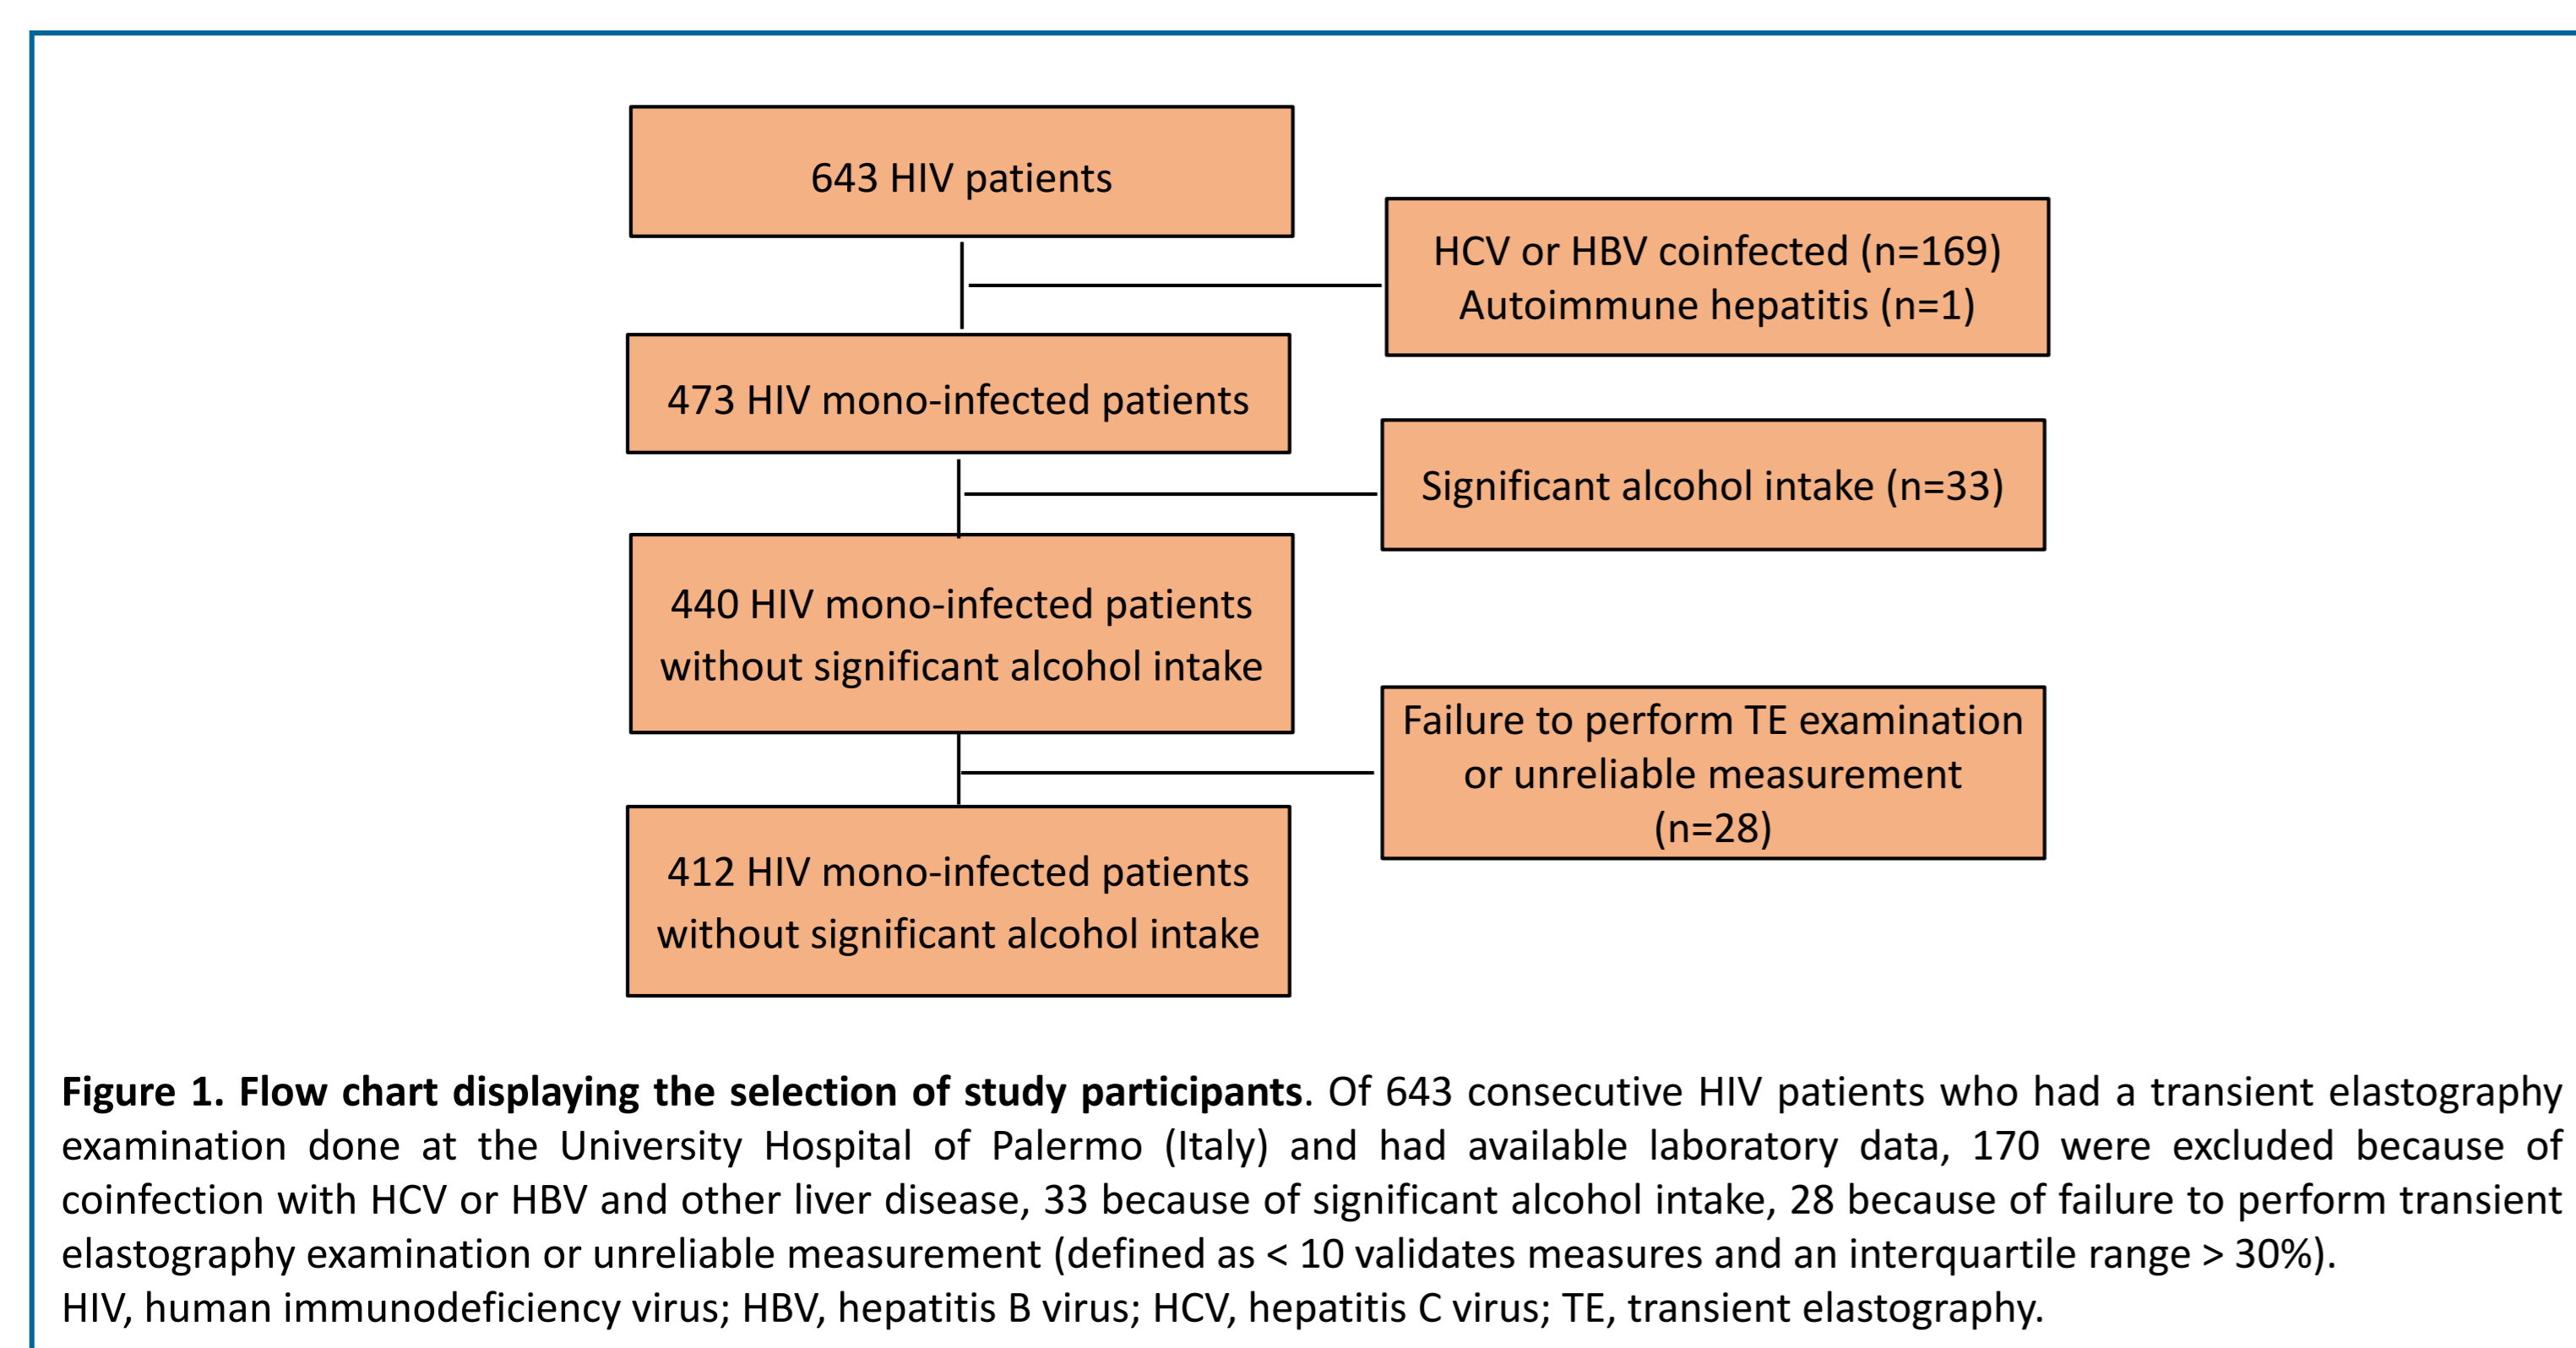 643 HIV patients
HCV or HBV coinfected (n=169)
Autoimmune hepatitis (n=1)
473 HIV mono-infected patients
Significant alcohol intake (n=33)
440 HIV mono-infected patients
without significant alcohol intake
Failure to perform TE examination
or unreliable measurement
(n=28)
412 HIV mono-infected patients
without significant alcohol intake
Figure 1. Flow chart displaying the selection of study participants. Of 643 consecutive HIV patients who had a transient elastography
examination done at the University Hospital of Palermo (Italy) and had available laboratory data, 170 were excluded because of
coinfection with HCV or HBV and other liver disease, 33 because of significant alcohol intake, 28 because of failure to perform transient
elastography examination or unreliable measurement (defined as < 10 validates measures and an interquartile range > 30%).
HIV, human immunodeficiency virus; HBV, hepatitis B virus; HCV, hepatitis C virus; TE, transient elastography.